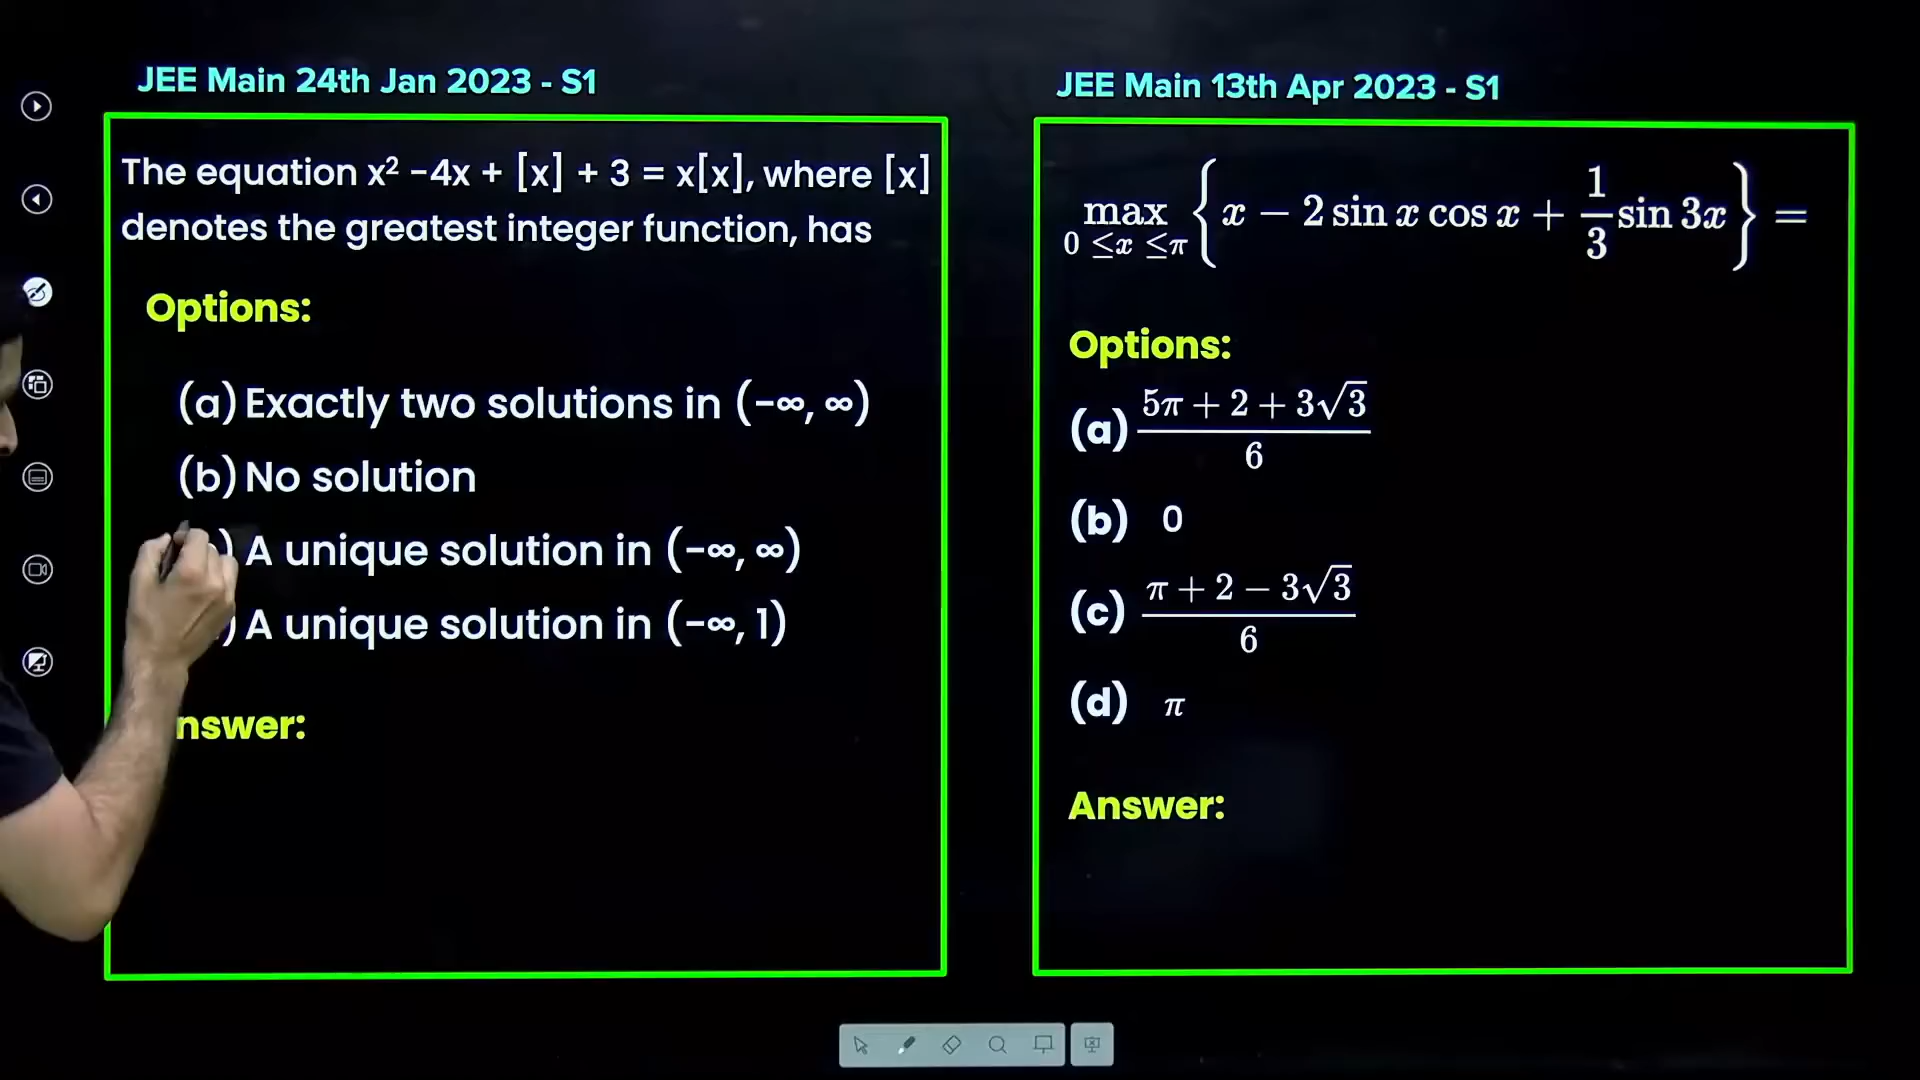 JEE Main 24th Jan 2023 - S1
The equation x² -4x + [x] + 3 = x[x], where [x]
denotes the greatest integer function, has
Options:
(a) Exactly two solutions in (-∞, ∞)
(b) No solution
) A unique solution in (-∞, ∞)
) A unique solution in (-∞, 1)
nswer:
JEE Main 13th Apr 2023 - S1
max_{0 ≤x ≤π} {x − 2 sin x cos x + 1/3 sin 3x} =
Options:
(a) (5π + 2 + 3√3)/6
(b) 0
(c) (π + 2 − 3√3)/6
(d) π
Answer: